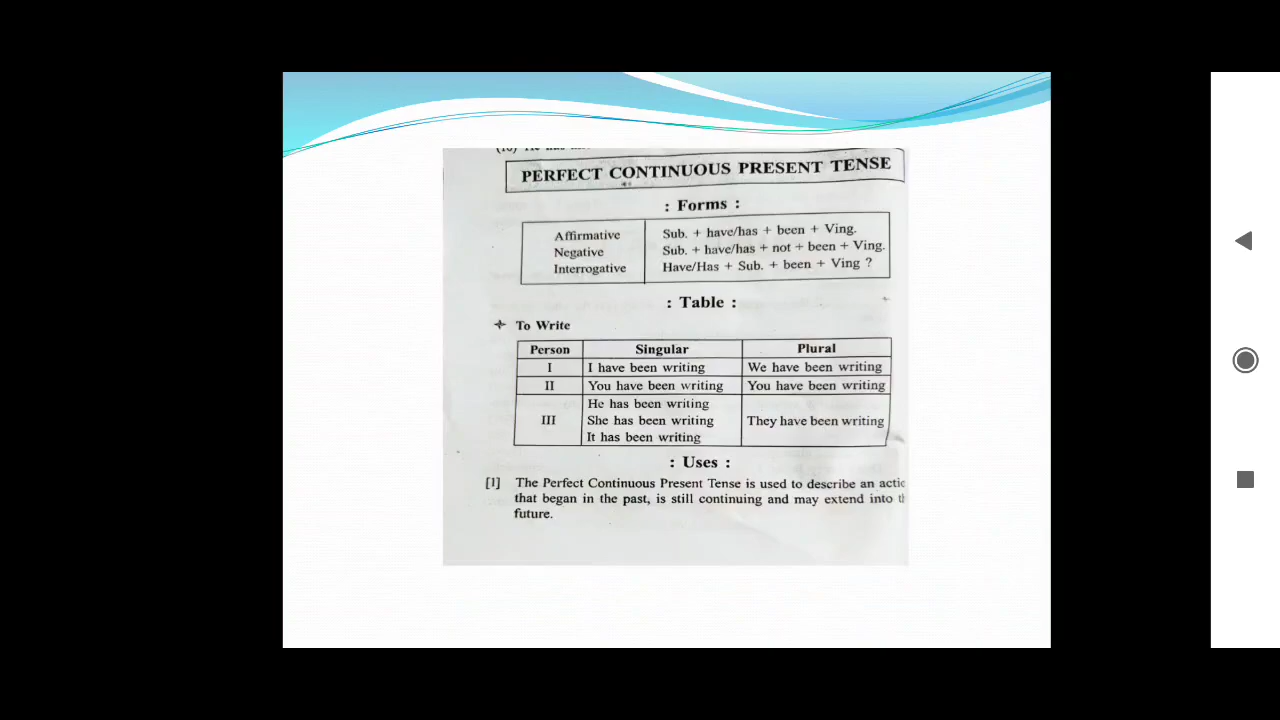 PERFECT CONTINUOUS PRESENT TENSE
: Forms :
Affirmative Sub. + have/has + been + Ving.
Negative Sub. + have/has + not + been + Ving.
Interrogative Have/Has + Sub. + been + Ving ?
: Table :
To Write
Person Singular Plural
I I have been writing We have been writing
II You have been writing You have been writing
He has been writing
III She has been writing They have been writing
It has been writing
: Uses :
[1] The Perfect Continuous Present Tense is used to describe an
that began in the past, is still continuing and may extend into
future.